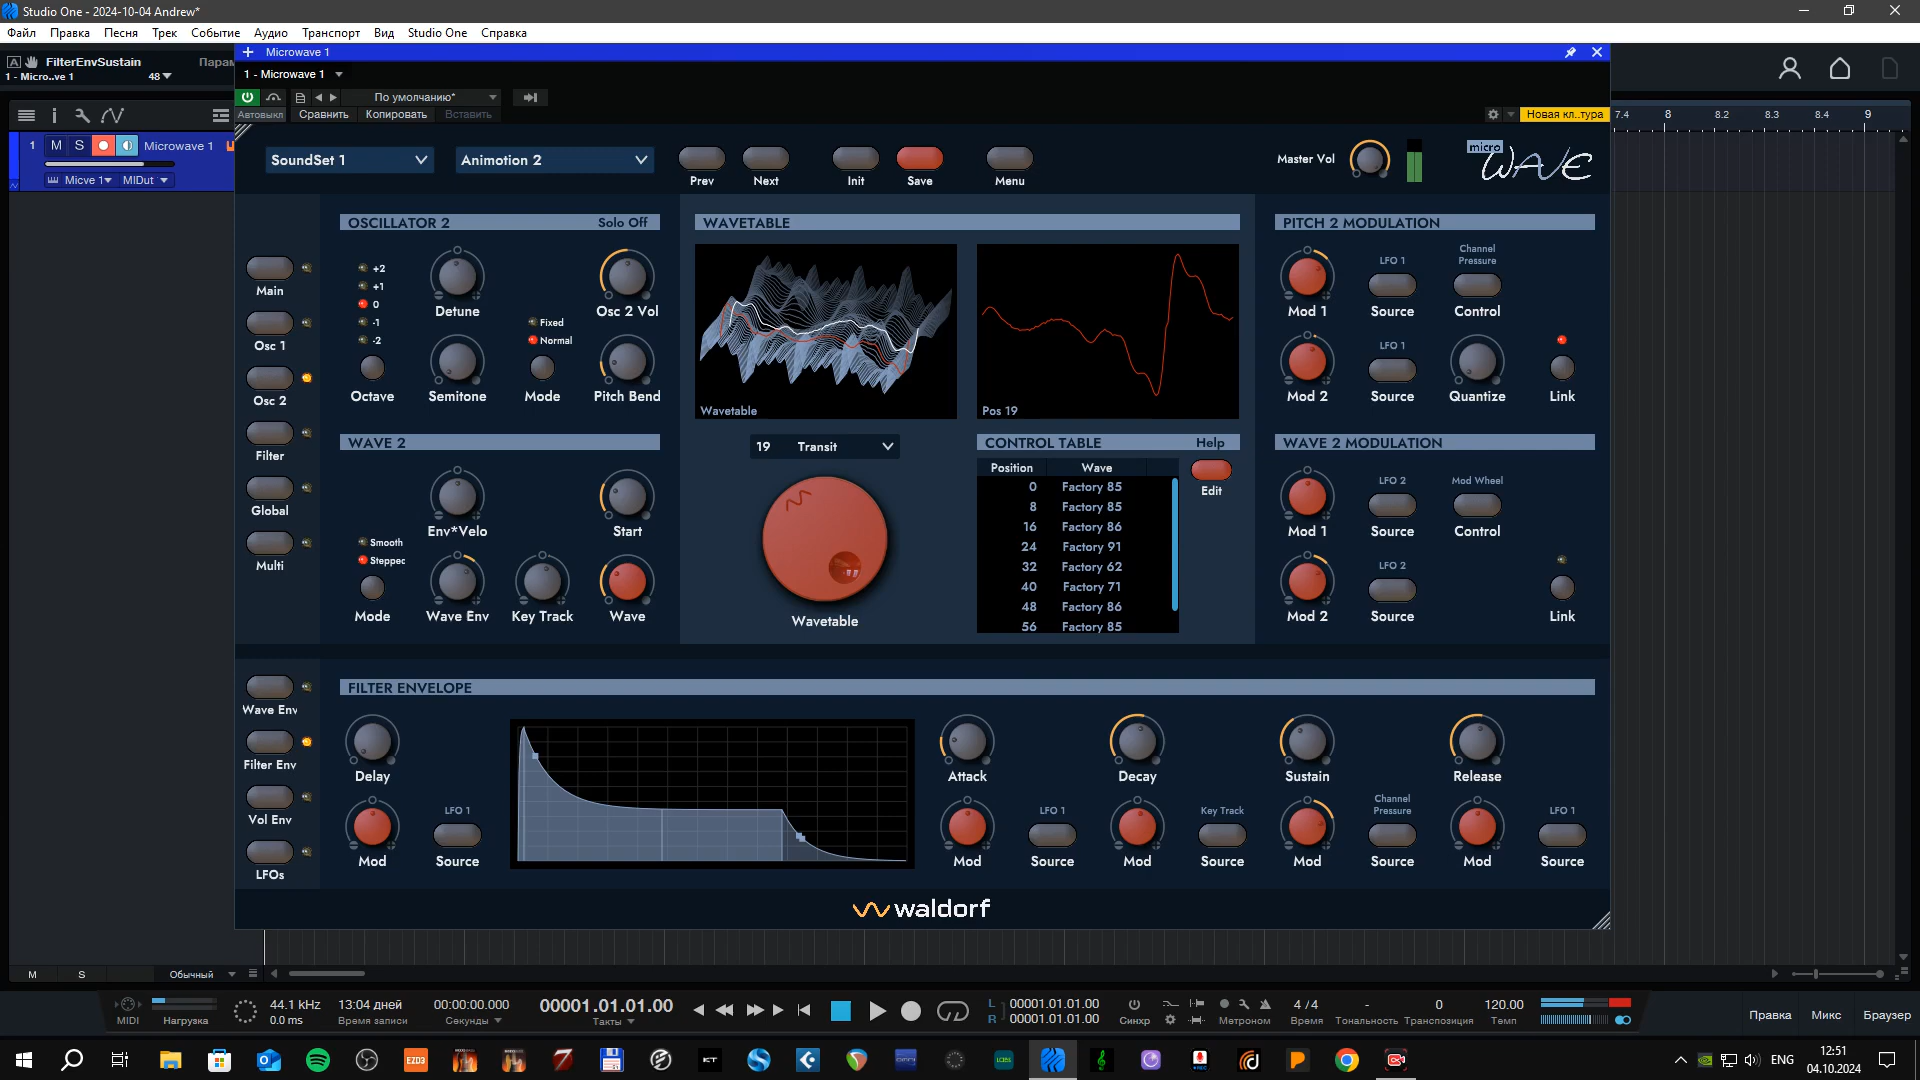 Studio One - 2024-10-04 Andrew*
Файл Правка Песня Трек Событие Аудио Транспорт Вид Studio One Справка
Microwave 1
FilterEnvSustain
Парам
1 - Micro..ve 1 48
1 - Microwave 1
По умолчанию*
Автовыкл Сравнить Копировать Вставить
Новая кл..тура
7.4 8 8.2 8.3 8.4 9
1 M S Microwave 1
Micve 1 MIDut
SoundSet 1
Animotion 2
Prev
Next
Init
Save
Menu
Master Vol
micro WAVE
Main
Osc 1
Osc 2
Filter
Global
Multi
OSCILLATOR 2 Solo Off
+2
+1
0
-1
-2
Octave
Detune
Semitone
Fixed
Normal
Mode
Osc 2 Vol
Pitch Bend
WAVE 2
Smooth
Steppec
Mode
Env*Velo
Wave Env
Key Track
Start
Wave
WAVETABLE
Wavetable
Pos 19
19 Transit
Wavetable
CONTROL TABLE Help
Position Wave
0 Factory 85
8 Factory 85
16 Factory 86
24 Factory 91
32 Factory 62
40 Factory 71
48 Factory 86
56 Factory 85
Edit
PITCH 2 MODULATION
Mod 1
LFO 1
Source
Channel
Pressure
Control
Mod 2
LFO 1
Source
Quantize
Link
WAVE 2 MODULATION
Mod 1
LFO 2
Source
Mod Wheel
Control
Mod 2
LFO 2
Source
Link
Wave Env
Filter Env
Vol Env
LFOs
FILTER ENVELOPE
Delay
Mod
LFO 1
Source
Attack
Decay
Sustain
Release
Mod
LFO 1
Source
Mod
Key Track
Source
Mod
Channel
Pressure
Source
Mod
LFO 1
Source
waldorf
M S Обычный
MIDI
Нагрузка
44.1 kHz
0.0 ms
13:04 дней
Время записи
00:00:00.000
Секунды
00001.01.01.00
Такты
L 00001.01.01.00
R 00001.01.01.00
Синхр
Метроном
4 / 4
Время
-
Тональность
0
Транспозиция
120.00
Темп
Правка Микс Браузер
EZD3
ENG
12:51
04.10.2024